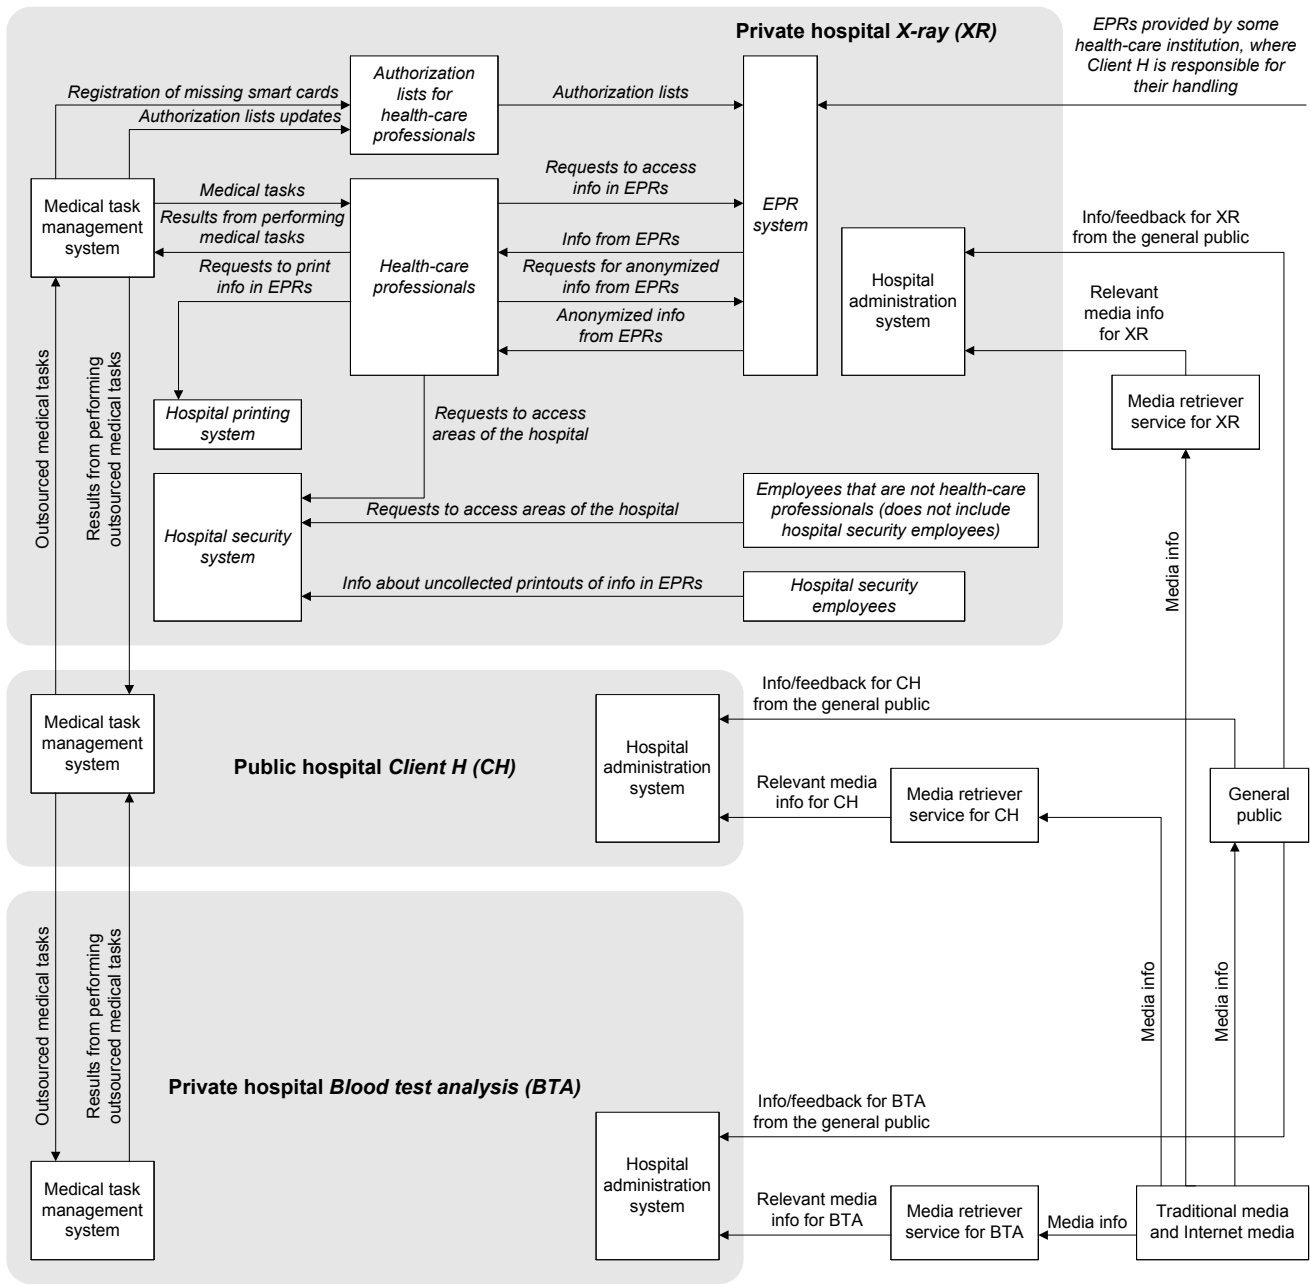 Private hospital X-ray (XR)
EPRs provided by some
health-care institution, where
Client H is responsible for
their handling
Registration of missing smart cards
Authorization lists updates
Authorization
lists for
health-care
professionals
Authorization lists
Medical task
management
system
Medical tasks
Results from performing
medical tasks
Requests to print
info in EPRs
Health-care
professionals
Requests to access
info in EPRs
Info from EPRs
Requests for anonymized
info from EPRs
Anonymized info
from EPRs
EPR
system
Hospital
administration
system
Info/feedback for XR
from the general public
Relevant
media info
for XR
Media retriever
service for XR
Outsourced medical tasks
Results from performing
outsourced medical tasks
Hospital printing
system
Requests to access
areas of the hospital
Hospital security
system
Requests to access areas of the hospital
Employees that are not health-care
professionals (does not include
hospital security employees)
Info about uncollected printouts of info in EPRs
Hospital security
employees
Media info
Medical task
management
system
Public hospital Client H (CH)
Hospital
administration
system
Info/feedback for CH
from the general public
Relevant media
info for CH
Media retriever
service for CH
General
public
Outsourced medical tasks
Results from performing
outsourced medical tasks
Media info
Media info
Private hospital Blood test analysis (BTA)
Medical task
management
system
Hospital
administration
system
Info/feedback for BTA
from the general public
Relevant media
info for BTA
Media retriever
service for BTA
Media info
Traditional media
and Internet media